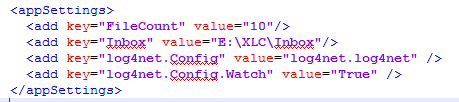 <appSettings>
<add key="FileCount" value="10"/>
<add key="Inbox" value="E:\XLC\Inbox"/>
<add key="log4net.Config" value="log4net.log4net" />
<add key="log4net.Config.Watch" value="True" />
</appSettings>